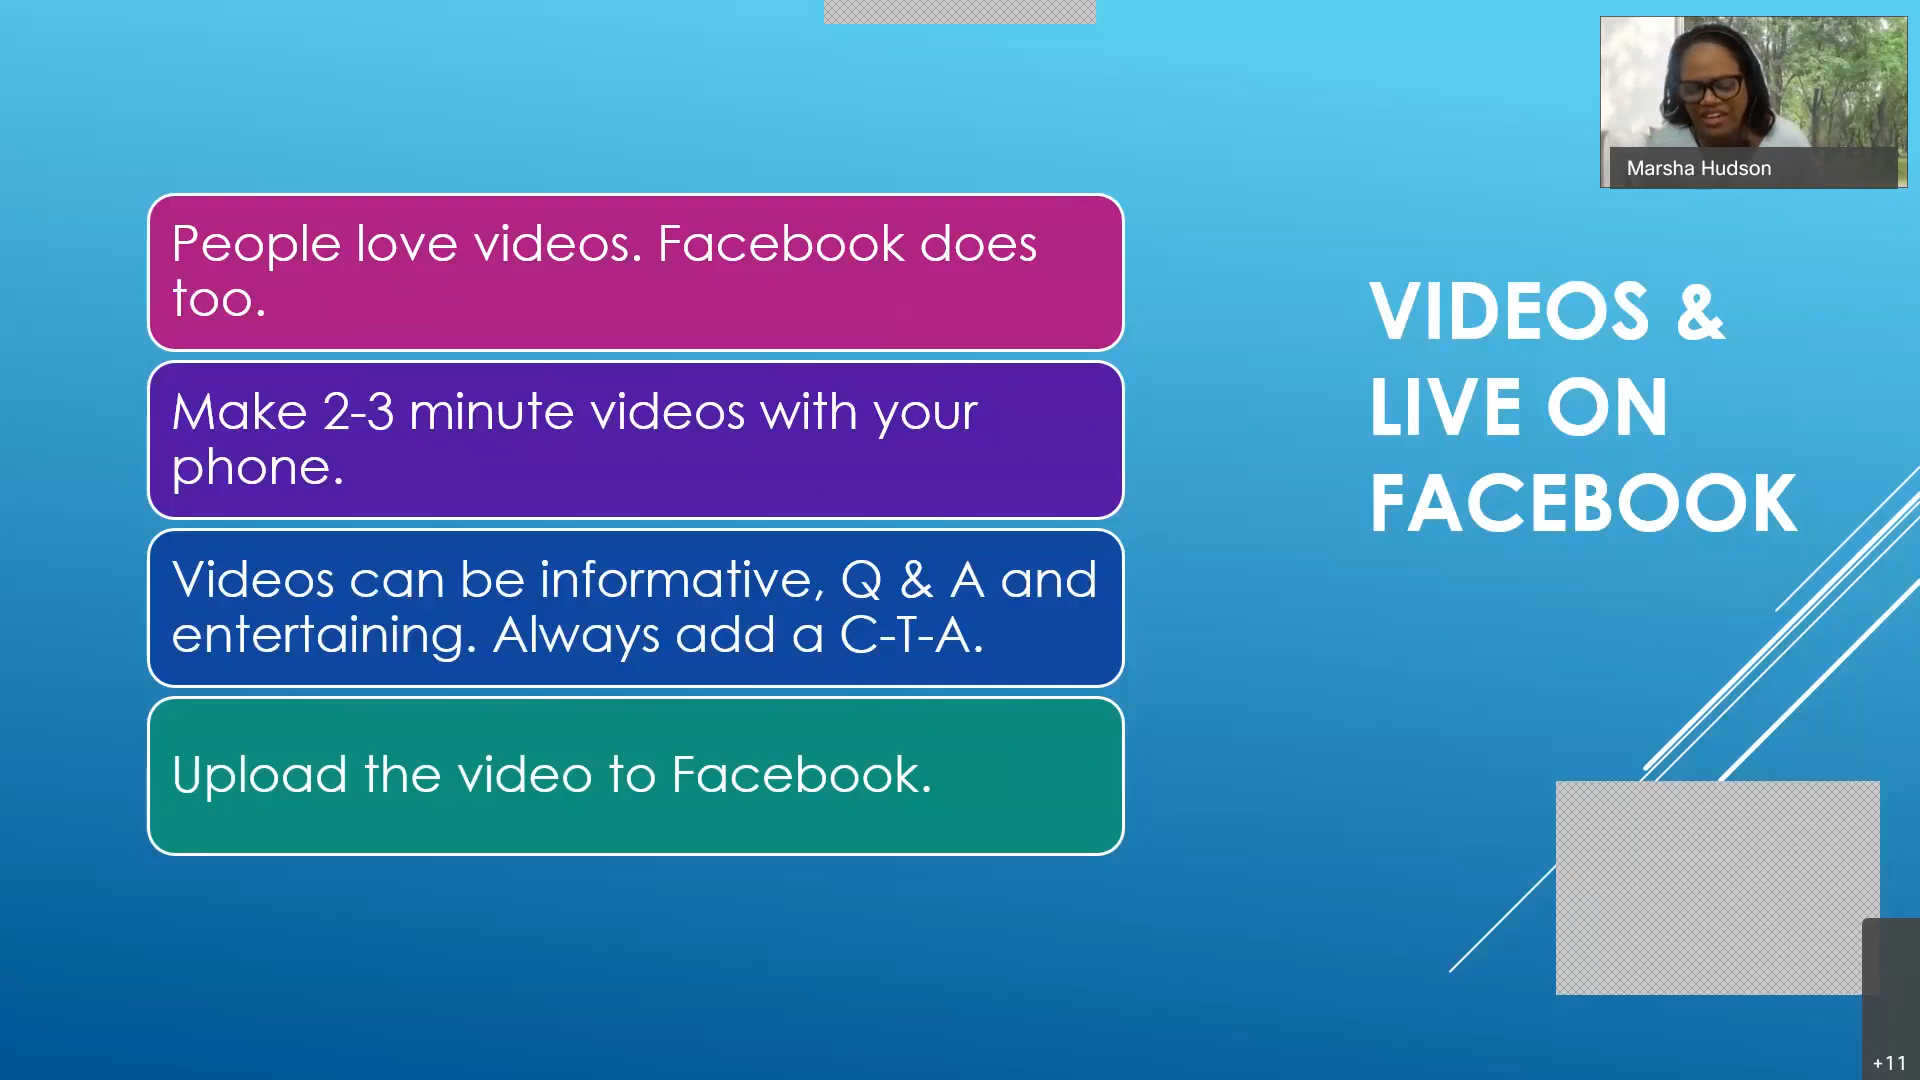 Marsha Hudson
People love videos. Facebook does
too.
Make 2-3 minute videos with your
phone.
Videos can be informative, Q & A and
entertaining. Always add a C-T-A.
Upload the video to Facebook.
VIDEOS &
LIVE ON
FACEBOOK
+11